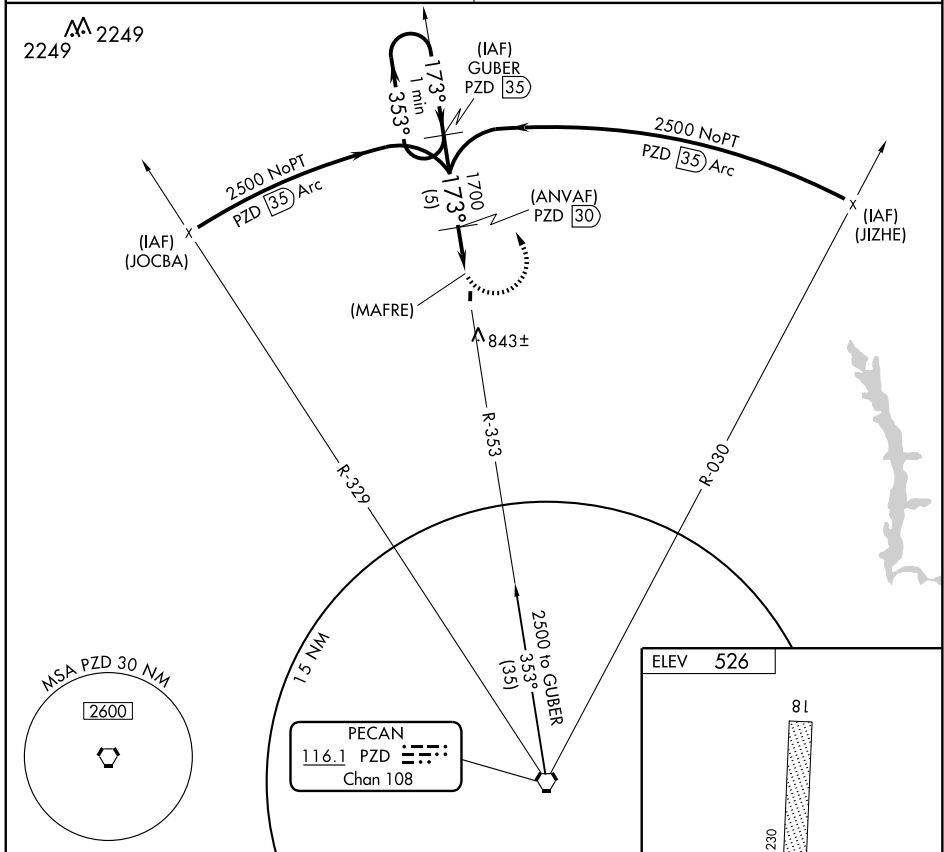 2249 2249
(IAF)
GUBER
PZD 35
173°
1 min
353°
2500 NoPT
PZD 35 Arc
2500 NoPT
PZD 35 Arc
1700
173°
(5)
(ANVAF)
PZD 30
(IAF)
(JOCBA)
(IAF)
(JIZHE)
(MAFRE)
843±
R-353
R-329
R-030
2500 to GUBER
353°
(35)
15 NM
MSA PZD 30 NM
2600
PECAN
116.1 PZD
Chan 108
ELEV 526
18
230